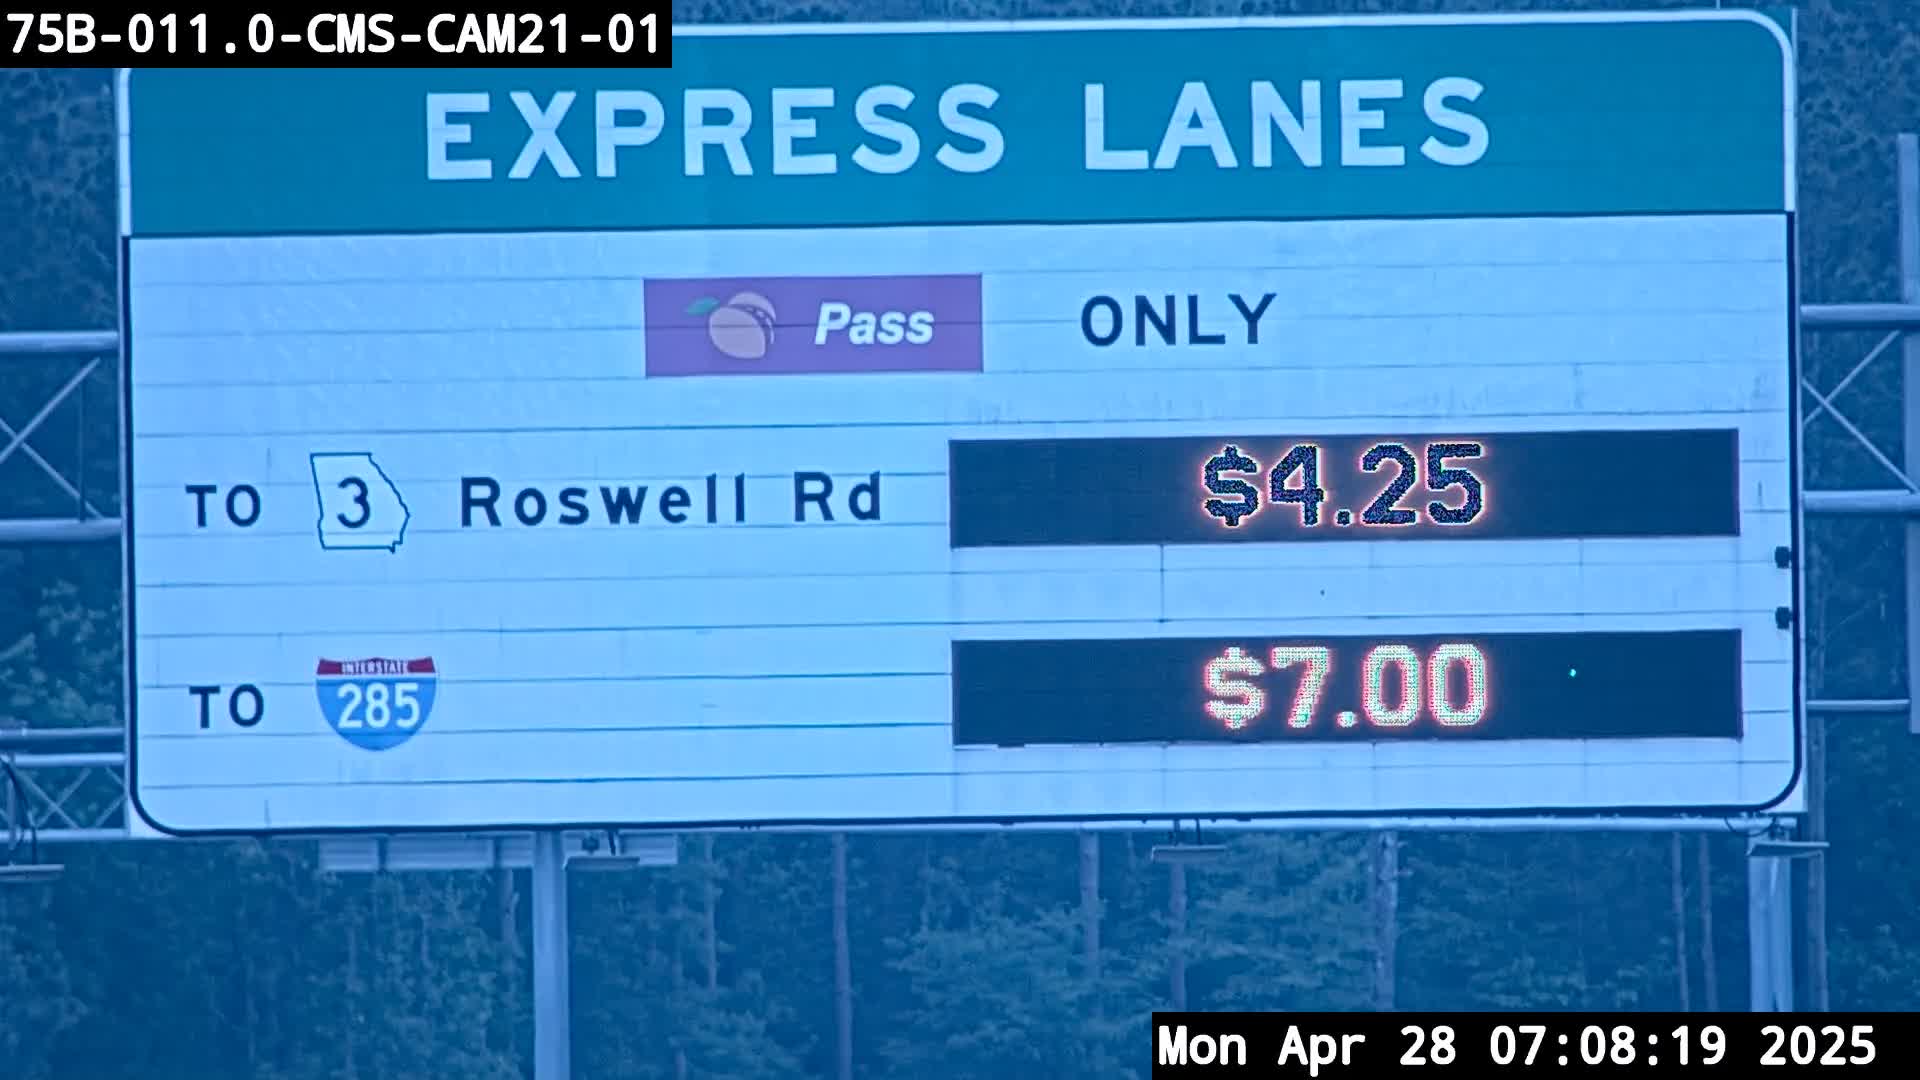 75B-011.0-CMS-CAM21-01
EXPRESS LANES
Pass ONLY
TO 3 Roswell Rd $4.25
INTERSTATE
TO 285 $7.00
Mon Apr 28 07:08:19 2025